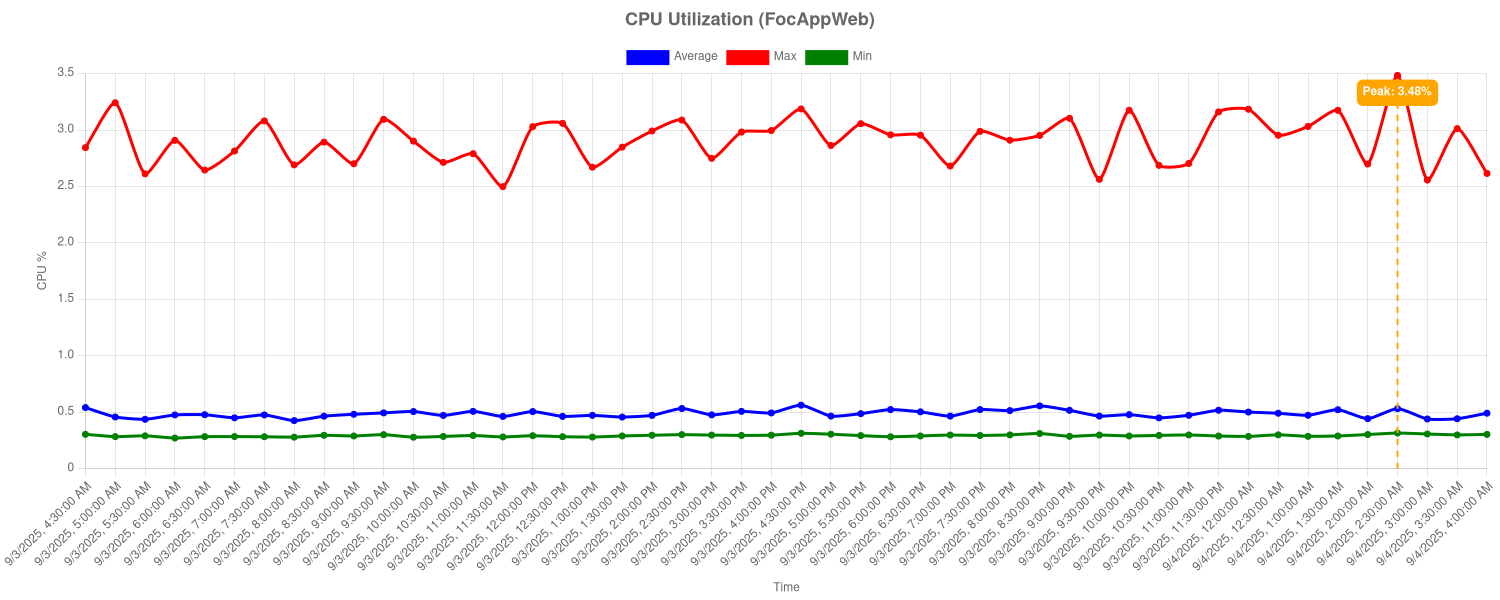 CPU Utilization (FocAppWeb)
Average Max Min
3.5
Peak: 3.48%
3.0
2.5
2.0
CPU %
1.5
1.0
0.5
0
9/3/2025, 4:30:00 AM
9/3/2025, 5:00:00 AM
9/3/2025, 5:30:00 AM
9/3/2025, 6:00:00 AM
9/3/2025, 6:30:00 AM
9/3/2025, 7:00:00 AM
9/3/2025, 7:30:00 AM
9/3/2025, 8:00:00 AM
9/3/2025, 8:30:00 AM
9/3/2025, 9:00:00 AM
9/3/2025, 9:30:00 AM
9/3/2025, 10:00:00 AM
9/3/2025, 10:30:00 AM
9/3/2025, 11:00:00 AM
9/3/2025, 11:30:00 AM
9/3/2025, 12:00:00 PM
9/3/2025, 12:30:00 PM
9/3/2025, 1:00:00 PM
9/3/2025, 1:30:00 PM
9/3/2025, 2:00:00 PM
9/3/2025, 2:30:00 PM
9/3/2025, 3:00:00 PM
9/3/2025, 3:30:00 PM
9/3/2025, 4:00:00 PM
9/3/2025, 4:30:00 PM
9/3/2025, 5:00:00 PM
9/3/2025, 5:30:00 PM
9/3/2025, 6:00:00 PM
9/3/2025, 6:30:00 PM
9/3/2025, 7:00:00 PM
9/3/2025, 7:30:00 PM
9/3/2025, 8:00:00 PM
9/3/2025, 8:30:00 PM
9/3/2025, 9:00:00 PM
9/3/2025, 9:30:00 PM
9/3/2025, 10:00:00 PM
9/3/2025, 10:30:00 PM
9/3/2025, 11:00:00 PM
9/3/2025, 11:30:00 PM
9/4/2025, 12:00:00 AM
9/4/2025, 12:30:00 AM
9/4/2025, 1:00:00 AM
9/4/2025, 1:30:00 AM
9/4/2025, 2:00:00 AM
9/4/2025, 2:30:00 AM
9/4/2025, 3:00:00 AM
9/4/2025, 3:30:00 AM
9/4/2025, 4:00:00 AM
Time